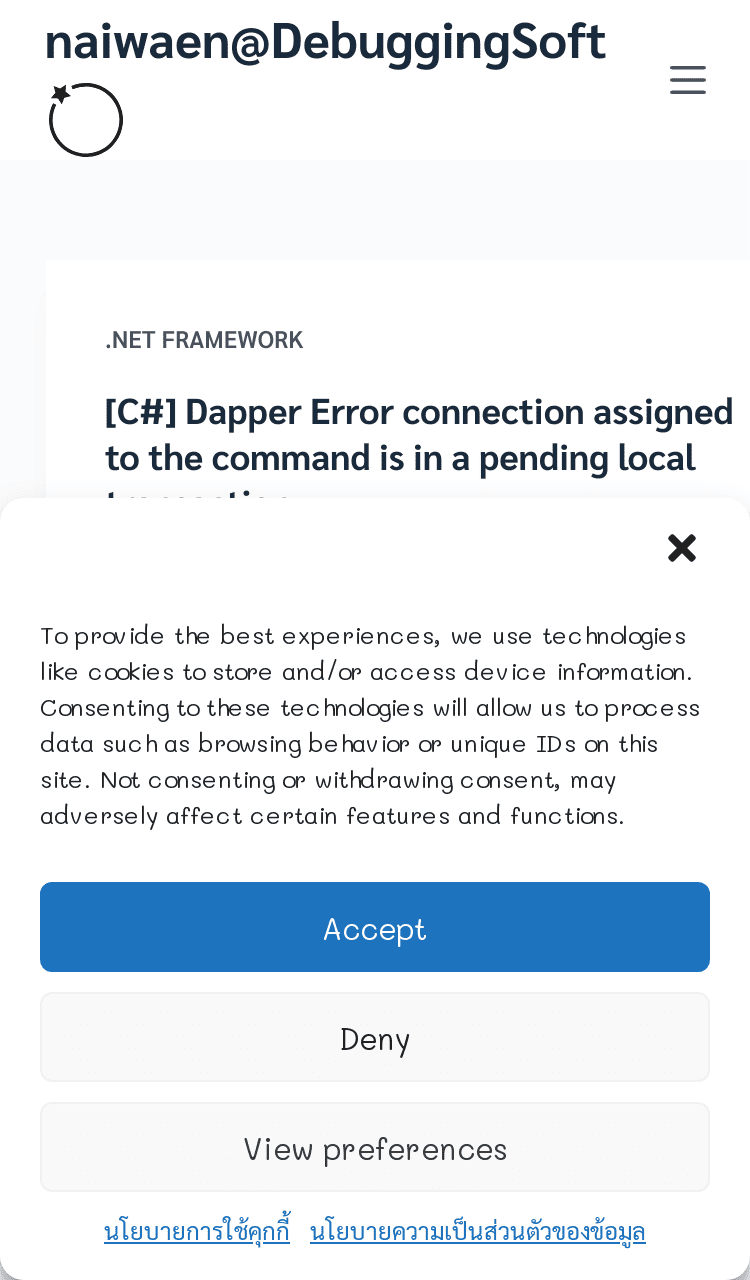 naiwaen@DebuggingSoft
.NET FRAMEWORK
[C#] Dapper Error connection assigned
to the command is in a pending local
To provide the best experiences, we use technologies
like cookies to store and/or access device information.
Consenting to these technologies will allow us to process
data such as browsing behavior or unique IDs on this
site. Not consenting or withdrawing consent, may
adversely affect certain features and functions.
Accept
Deny
View preferences
นโยบายการใช้คุกกี้ นโยบายความเป็นส่วนตัวของข้อมูล